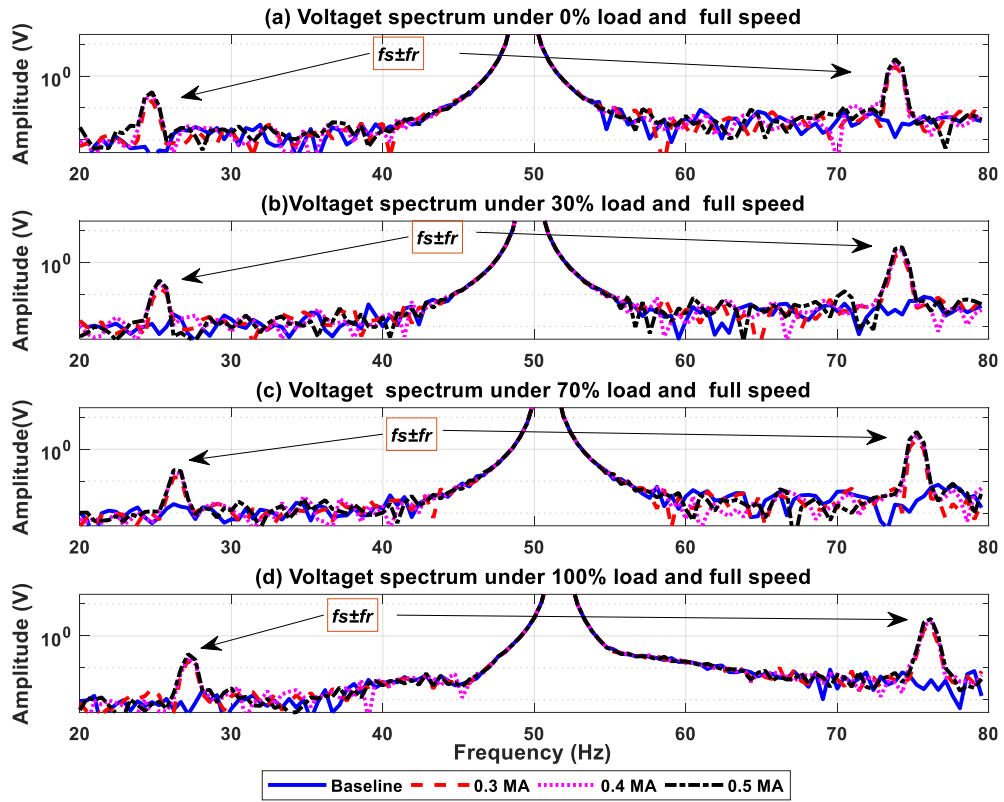 (a) Voltaget spectrum under 0% load and full speed
Amplitude (V)
10^0
fs±fr
20 30 40 50 60 70 80
(b)Voltaget spectrum under 30% load and full speed
Amplitude (V)
10^0
fs±fr
20 30 40 50 60 70 80
(c) Voltaget spectrum under 70% load and full speed
Amplitude(V)
10^0
fs±fr
20 30 40 50 60 70 80
(d) Voltaget spectrum under 100% load and full speed
Amplitude (V)
10^0
fs±fr
20 30 40 50 60 70 80
Frequency (Hz)
Baseline 0.3 MA 0.4 MA 0.5 MA